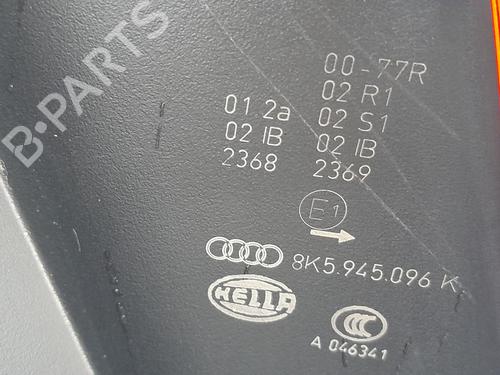 B-PARTS
00-77R
02 R1
01 2a
02 S1
02 IB
02 IB
2368
2369
E1
8K5.945.096 K
HELLA
CCC
A 046341